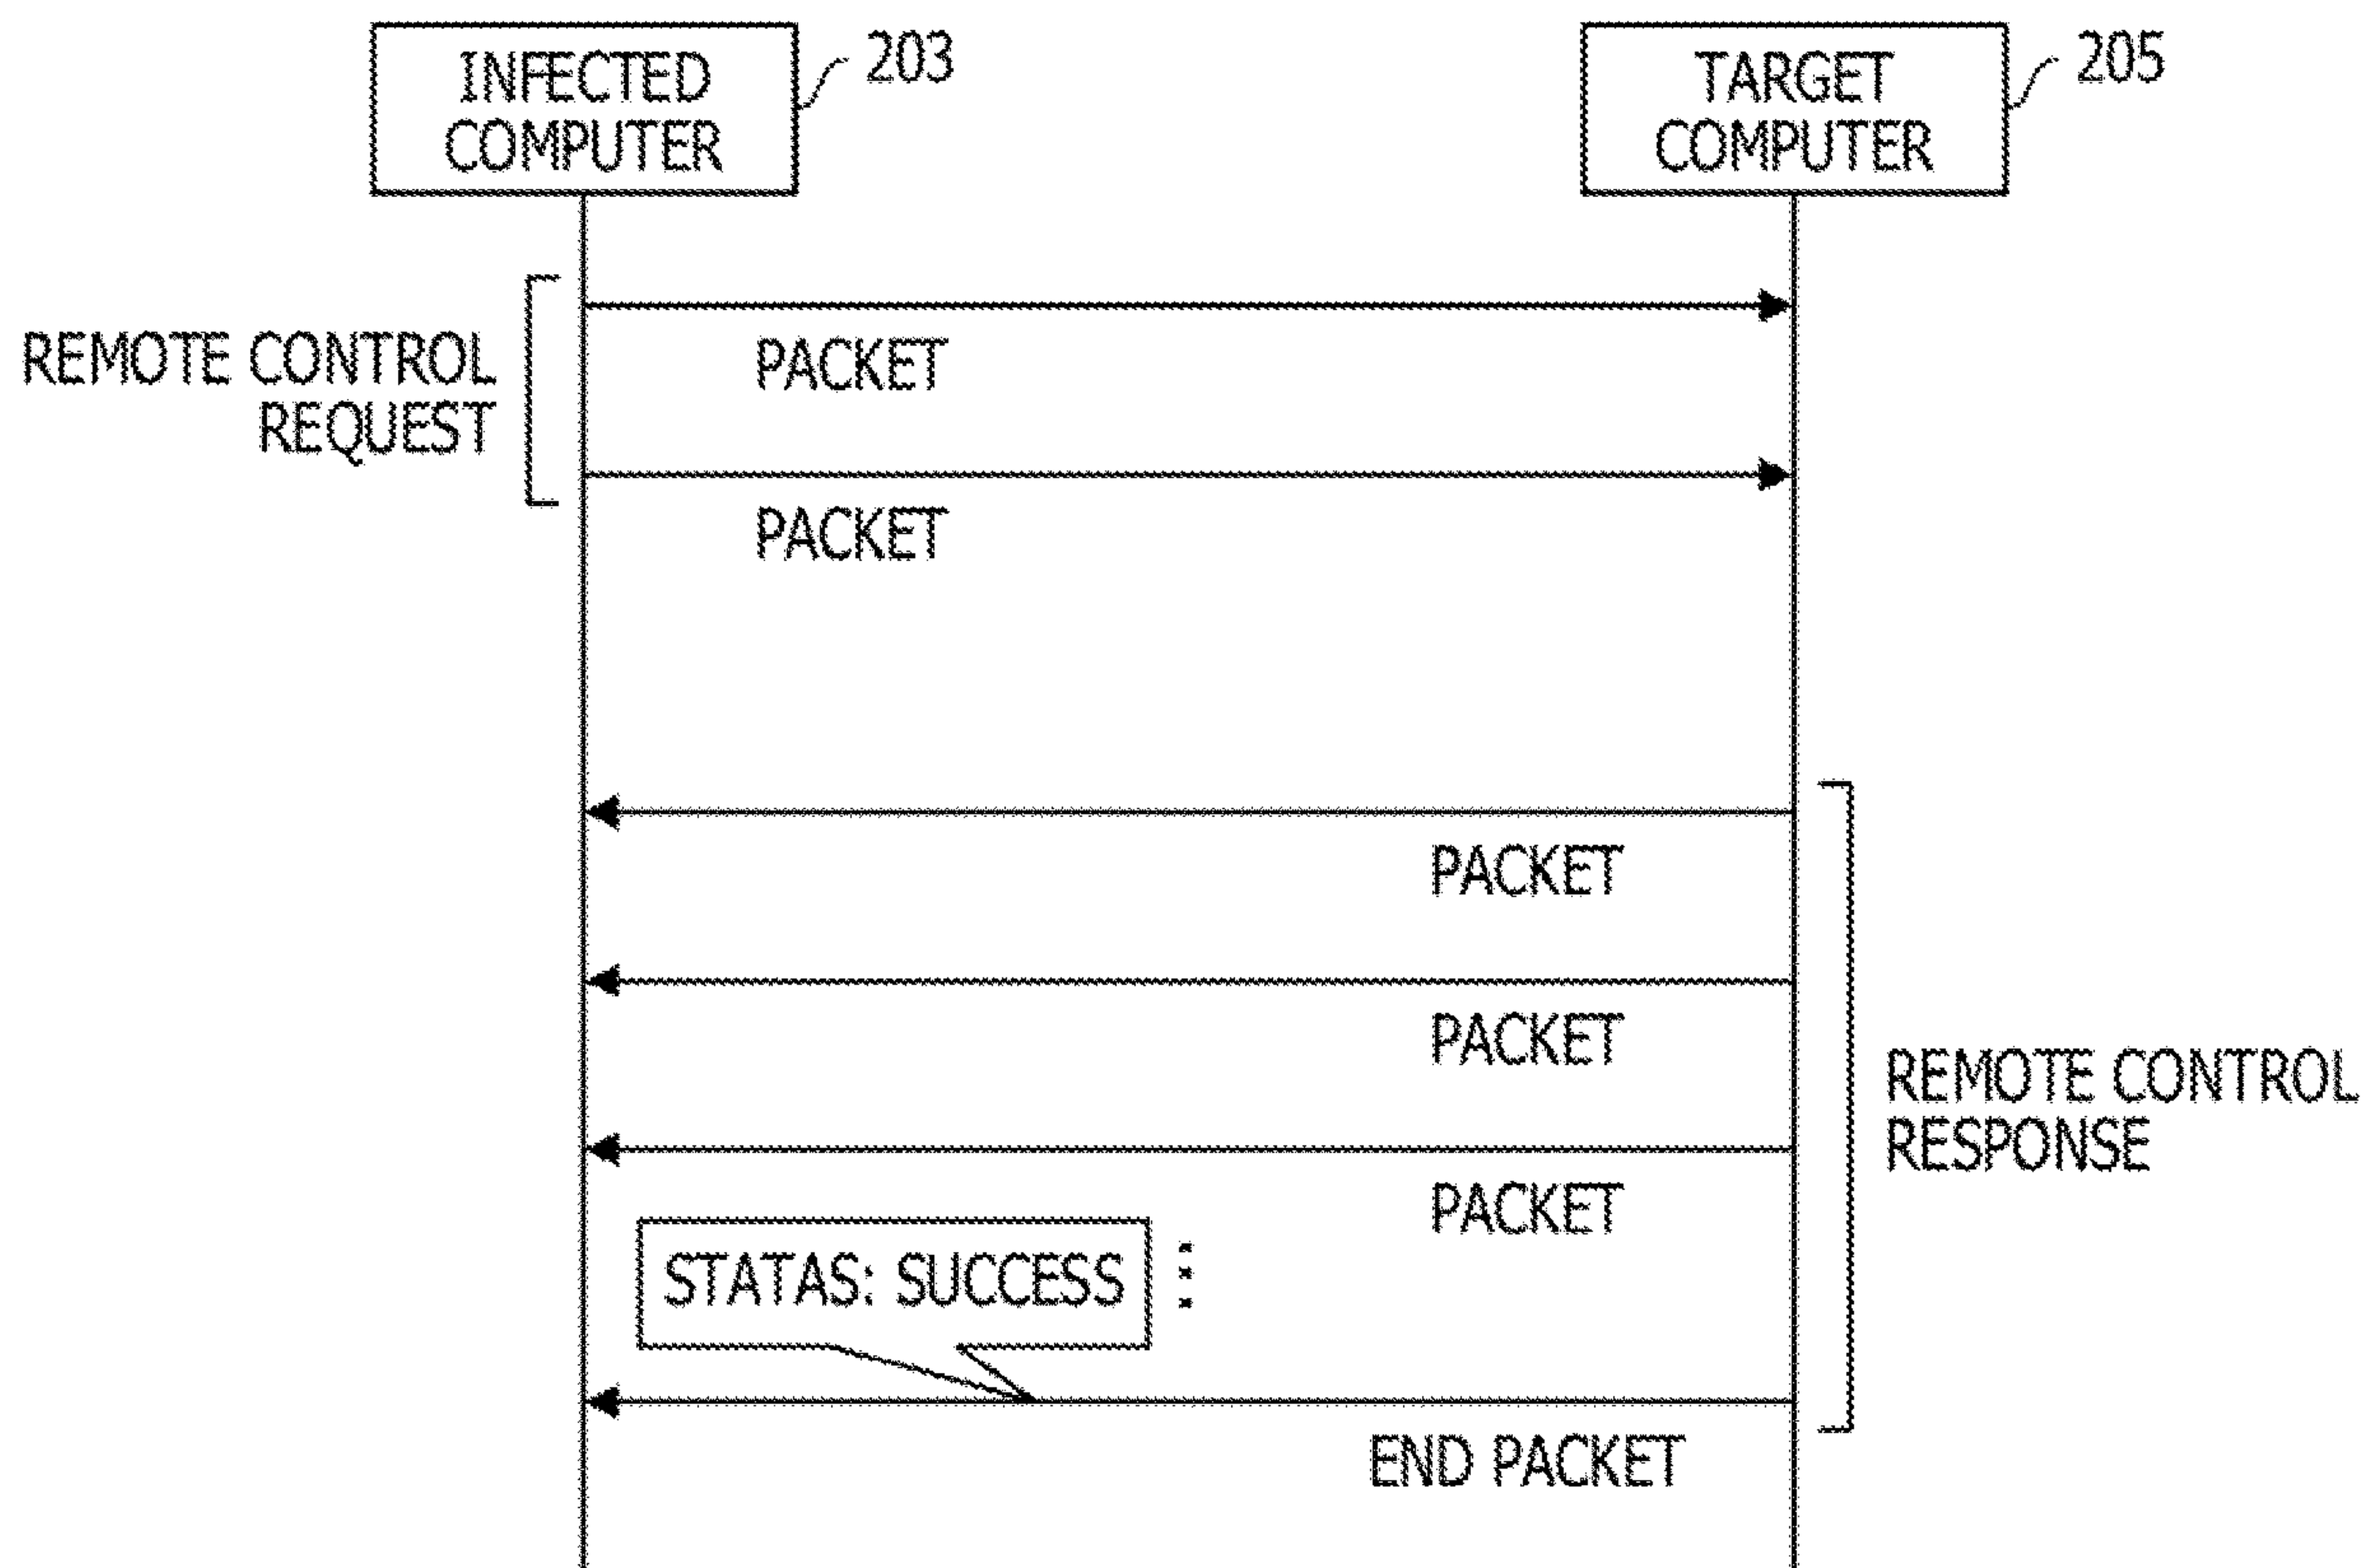 INFECTED
COMPUTER
203
TARGET
COMPUTER
205
REMOTE CONTROL
REQUEST
PACKET
PACKET
PACKET
PACKET
PACKET
REMOTE CONTROL
RESPONSE
STATAS: SUCCESS
END PACKET